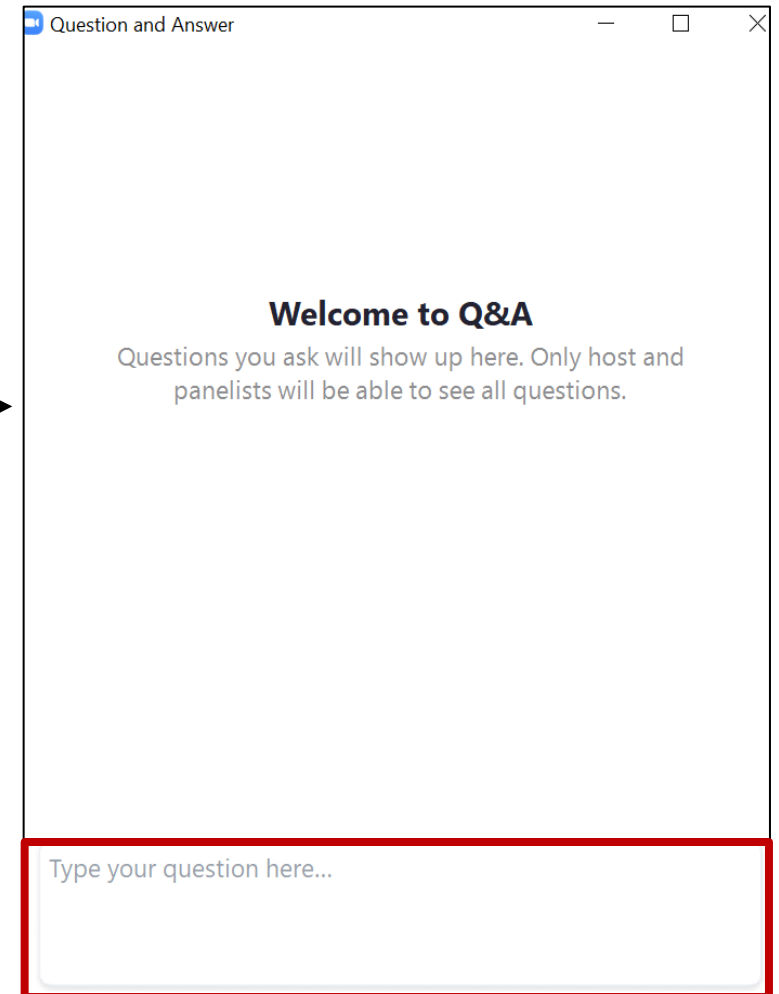 Question and Answer
Welcome to Q&A
Questions you ask will show up here. Only host and
panelists will be able to see all questions.
Type your question here...